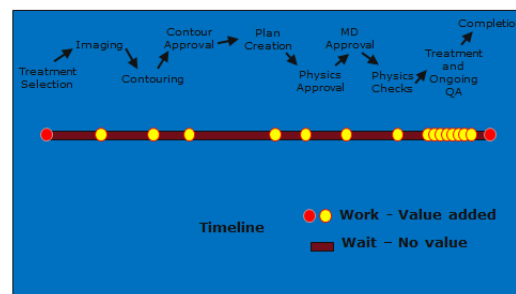 Completion
Contour
Approval
Plan
Creation
MD
Approval
Imaging
Treatment
Selection
Contouring
Physics
Approval
Physics
Checks
Treatment
and
Ongoing
QA
Work - Value added
Timeline
Wait – No value